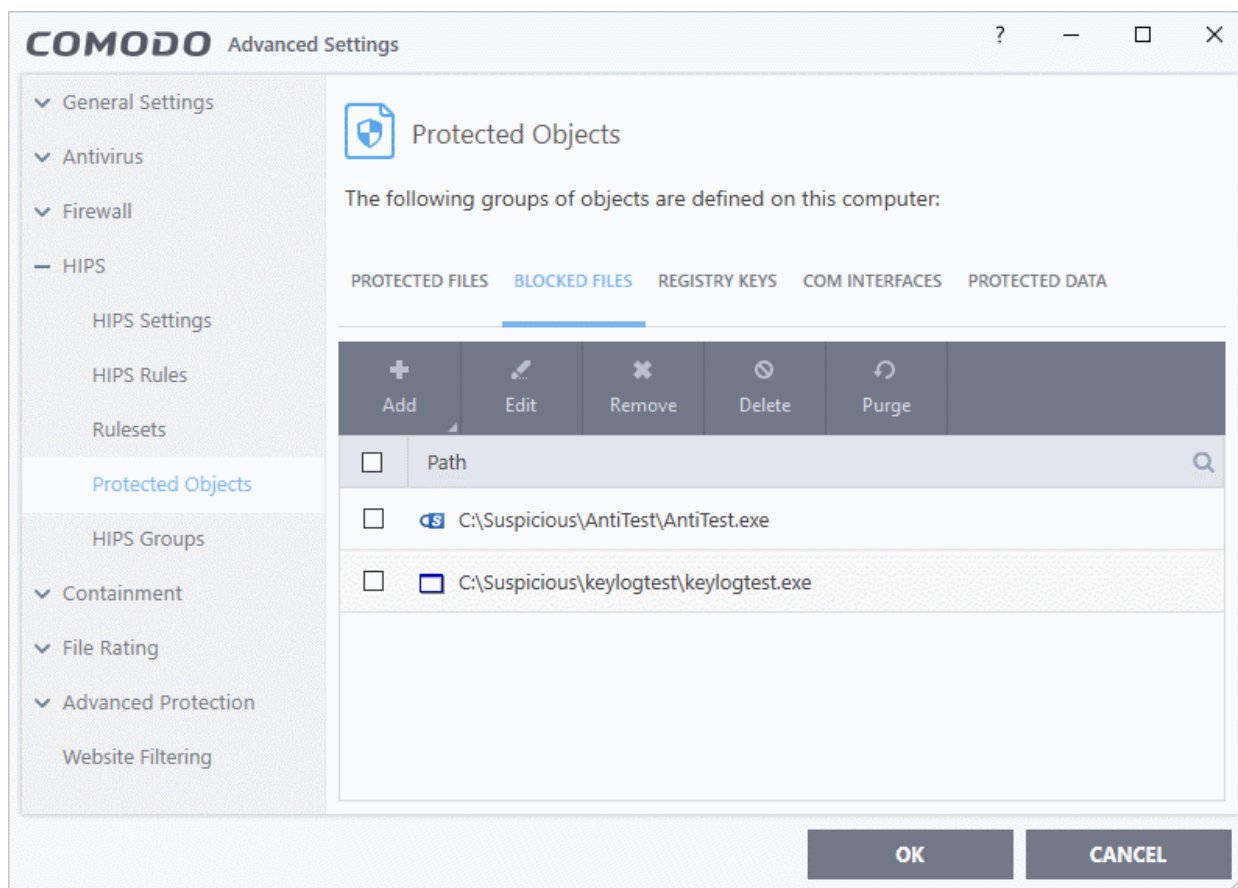 COMODO Advanced Settings ?
General Settings
Antivirus
Firewall
HIPS
HIPS Settings
HIPS Rules
Rulesets
Protected Objects
HIPS Groups
Containment
File Rating
Advanced Protection
Website Filtering
Protected Objects
The following groups of objects are defined on this computer:
PROTECTED FILES BLOCKED FILES REGISTRY KEYS COM INTERFACES PROTECTED DATA
Add Edit Remove Delete Purge
Path
C:\Suspicious\AntiTest\AntiTest.exe
C:\Suspicious\keylogtest\keylogtest.exe
OK CANCEL